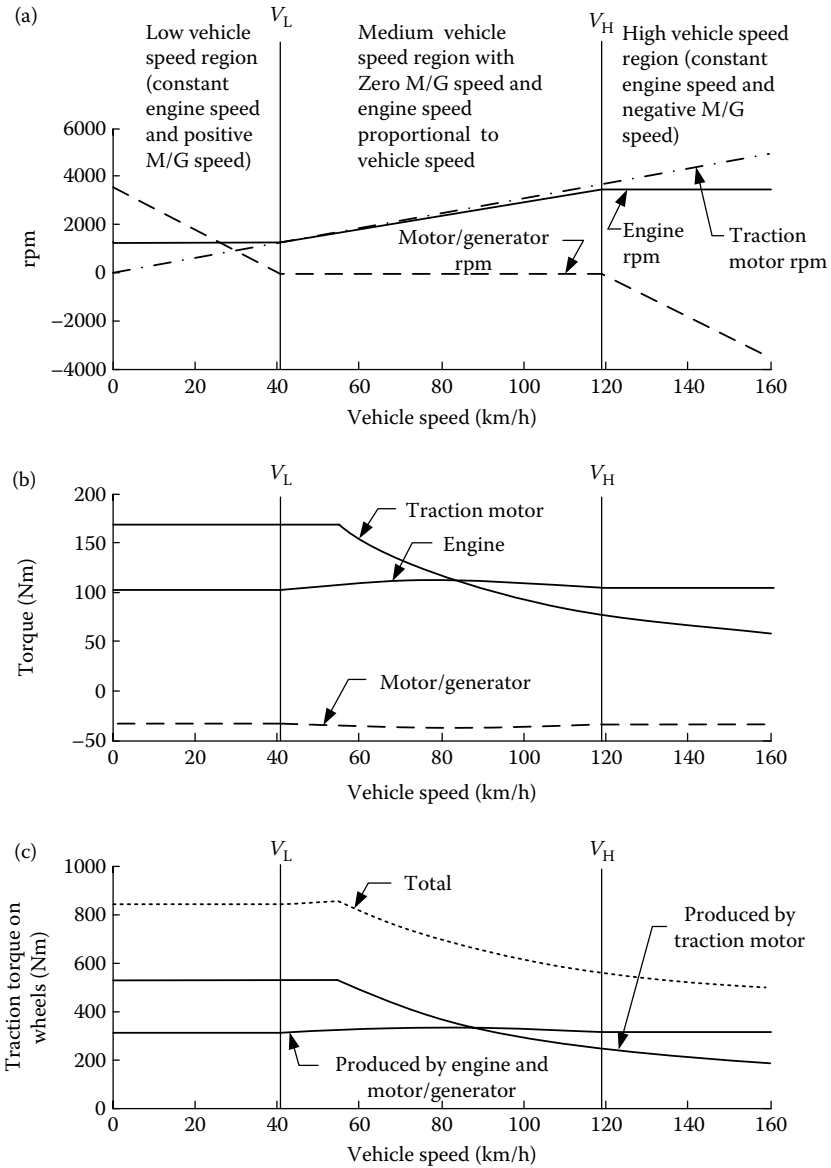 (a)
V_L
V_H
Low vehicle
speed region
(constant
engine speed
and positive
M/G speed)
Medium vehicle
speed region with
Zero M/G speed and
engine speed
proportional to
vehicle speed
High vehicle speed
region (constant
engine speed and
negative M/G
speed)
6000
4000
2000
0
−2000
−4000
rpm
Motor/generator
rpm
Engine
rpm
Traction
motor rpm
0 20 40 60 80 100 120 140 160
Vehicle speed (km/h)
(b)
V_L
V_H
200
150
100
50
0
−50
Torque (Nm)
Traction motor
Engine
Motor/generator
0 20 40 60 80 100 120 140 160
Vehicle speed (km/h)
(c)
V_L
V_H
1000
800
600
400
200
0
Traction torque on
wheels (Nm)
Total
Produced by
traction motor
Produced by engine and
motor/generator
0 20 40 60 80 100 120 140 160
Vehicle speed (km/h)